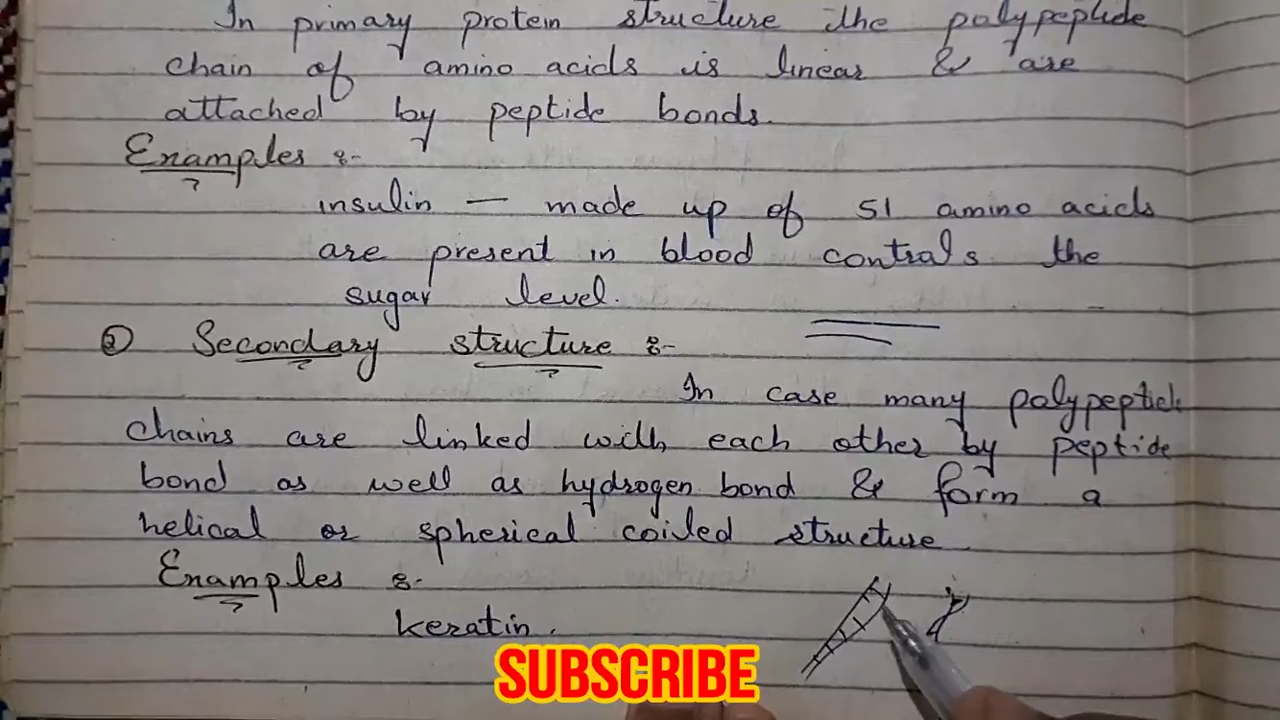 In primary protein structure the polypeptide
chain of amino acids is linear & are
attached by peptide bonds.
Examples :-
insulin — made up of 51 amino acids
are present in blood controls the
sugar level.
② Secondary structure :-
In case many polypeptide
chains are linked with each other by peptide
bond as well as hydrogen bond & form a
helical or spherical coiled structure.
Examples :-
keratin.
SUBSCRIBE